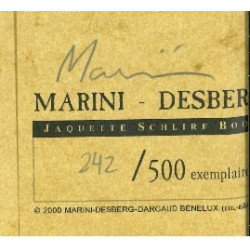 Marini
MARINI - DESBER
JAQUETTE SCHLIRF BOO
242 /500 exemplaire
© 2000 MARINI-DESBERG-DARGAUD BENELUX